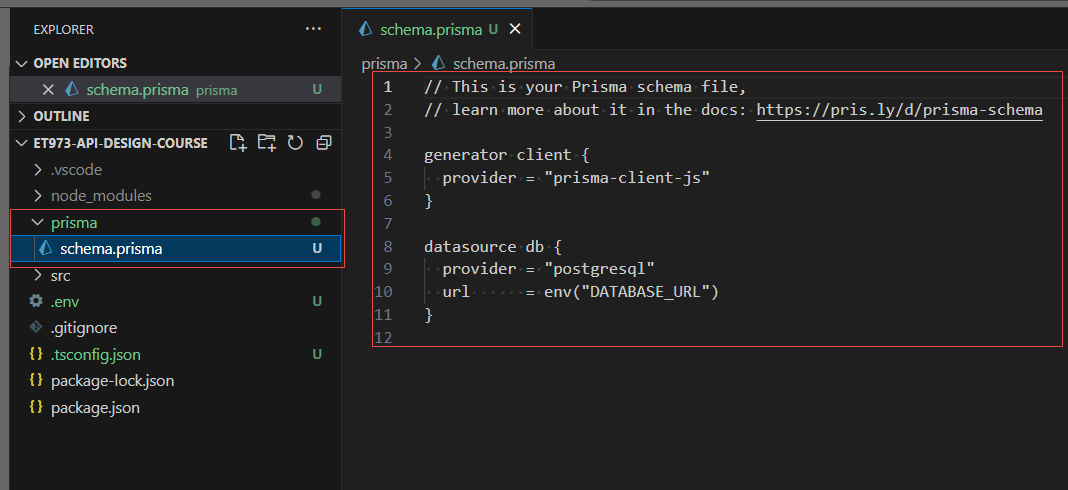 EXPLORER ...
OPEN EDITORS
schema.prisma prisma U
OUTLINE
ET973-API-DESIGN-COURSE
.vscode
node_modules
prisma
schema.prisma U
src
.env U
.gitignore
.tsconfig.json U
package-lock.json
package.json
schema.prisma U
prisma > schema.prisma
1 // This is your Prisma schema file,
2 // learn more about it in the docs: https://pris.ly/d/prisma-schema
3
4 generator client {
5   provider = "prisma-client-js"
6 }
7
8 datasource db {
9   provider = "postgresql"
10   url      = env("DATABASE_URL")
11 }
12